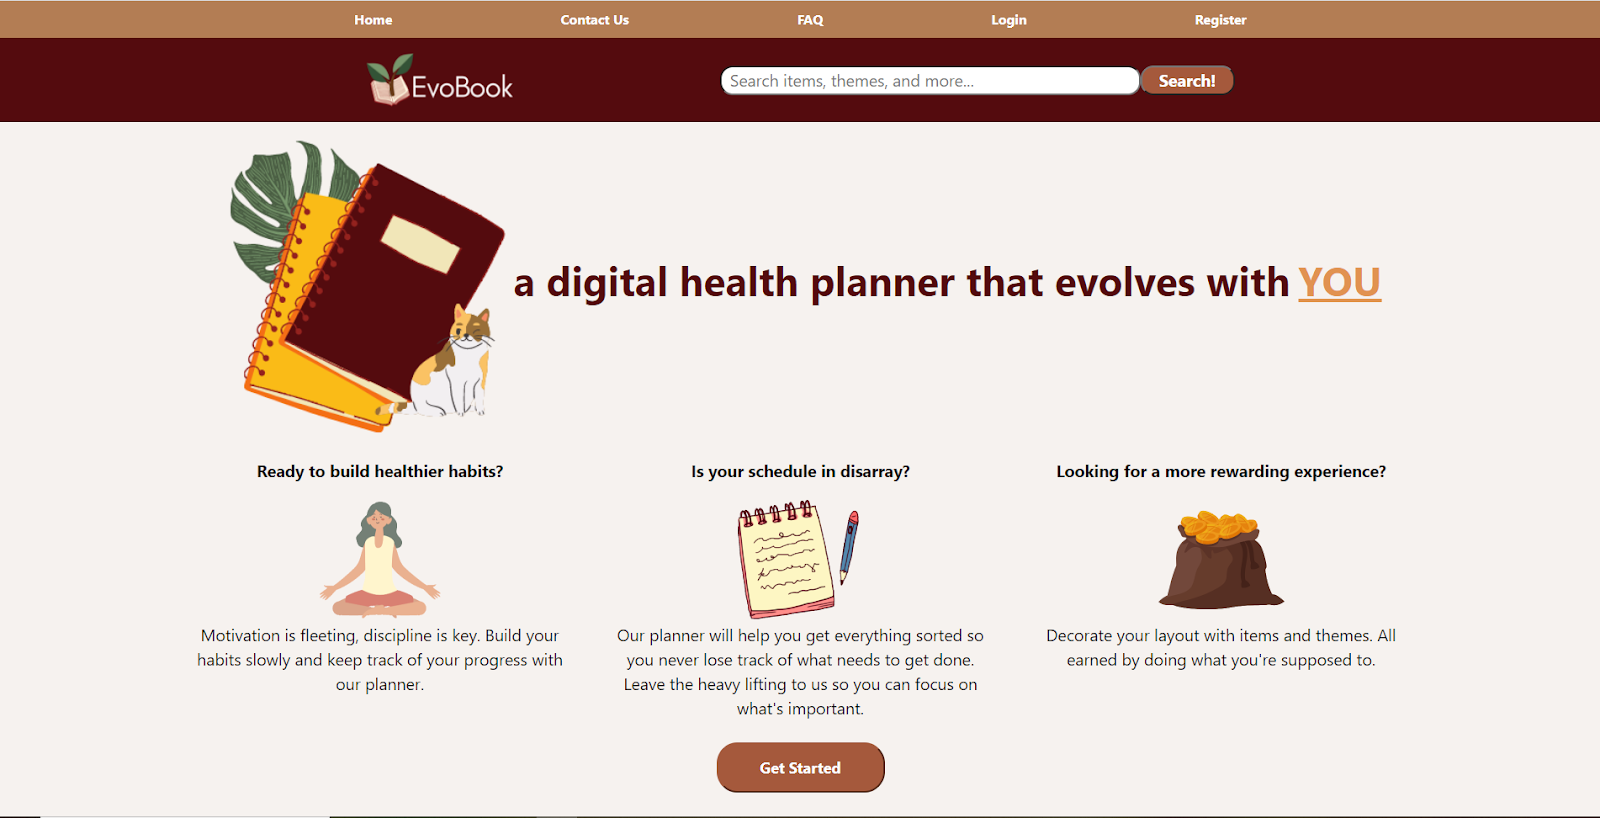 Home Contact Us FAQ Login Register
EvoBook
Search items, themes, and more... Search!
a digital health planner that evolves with YOU
Ready to build healthier habits?
Motivation is fleeting, discipline is key. Build your
habits slowly and keep track of your progress with
our planner.
Is your schedule in disarray?
Our planner will help you get everything sorted so
you never lose track of what needs to get done.
Leave the heavy lifting to us so you can focus on
what's important.
Looking for a more rewarding experience?
Decorate your layout with items and themes. All
earned by doing what you're supposed to.
Get Started